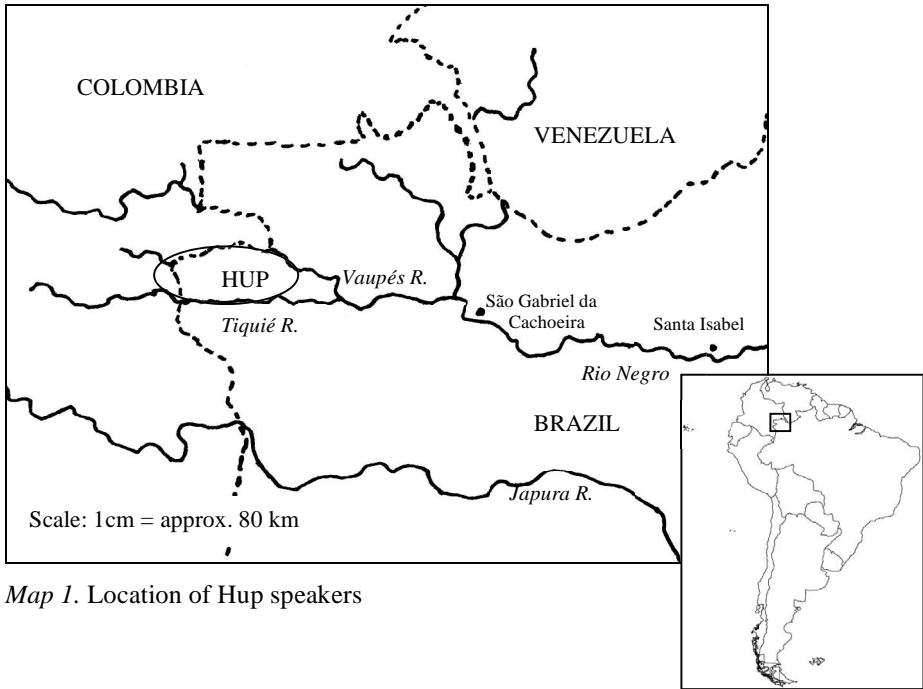 COLOMBIA
VENEZUELA
HUP
Vaupés R.
São Gabriel da
Cachoeira
Santa Isabel
Tiquié R.
Rio Negro
BRAZIL
Japura R.
Scale: 1cm = approx. 80 km
Map 1. Location of Hup speakers